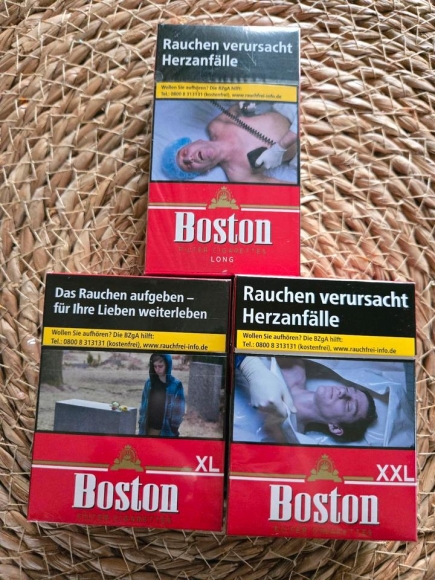 Rauchen verursacht
Herzanfälle
Wollen Sie aufhören? Die BZgA hilft:
Tel.: 0800 8 313131 (kostenfrei), www.rauchfrei-info.de
Boston
LONG
Das Rauchen aufgeben –
für Ihre Lieben weiterleben
Wollen Sie aufhören? Die BZgA hilft:
Tel.: 0800 8 313131 (kostenfrei), www.rauchfrei-info.de
XL
Boston
Rauchen verursacht
Herzanfälle
Wollen Sie aufhören? Die BZgA hilft:
Tel.: 0800 8 313131 (kostenfrei), www.rauchfrei-info.de
XXL
Boston